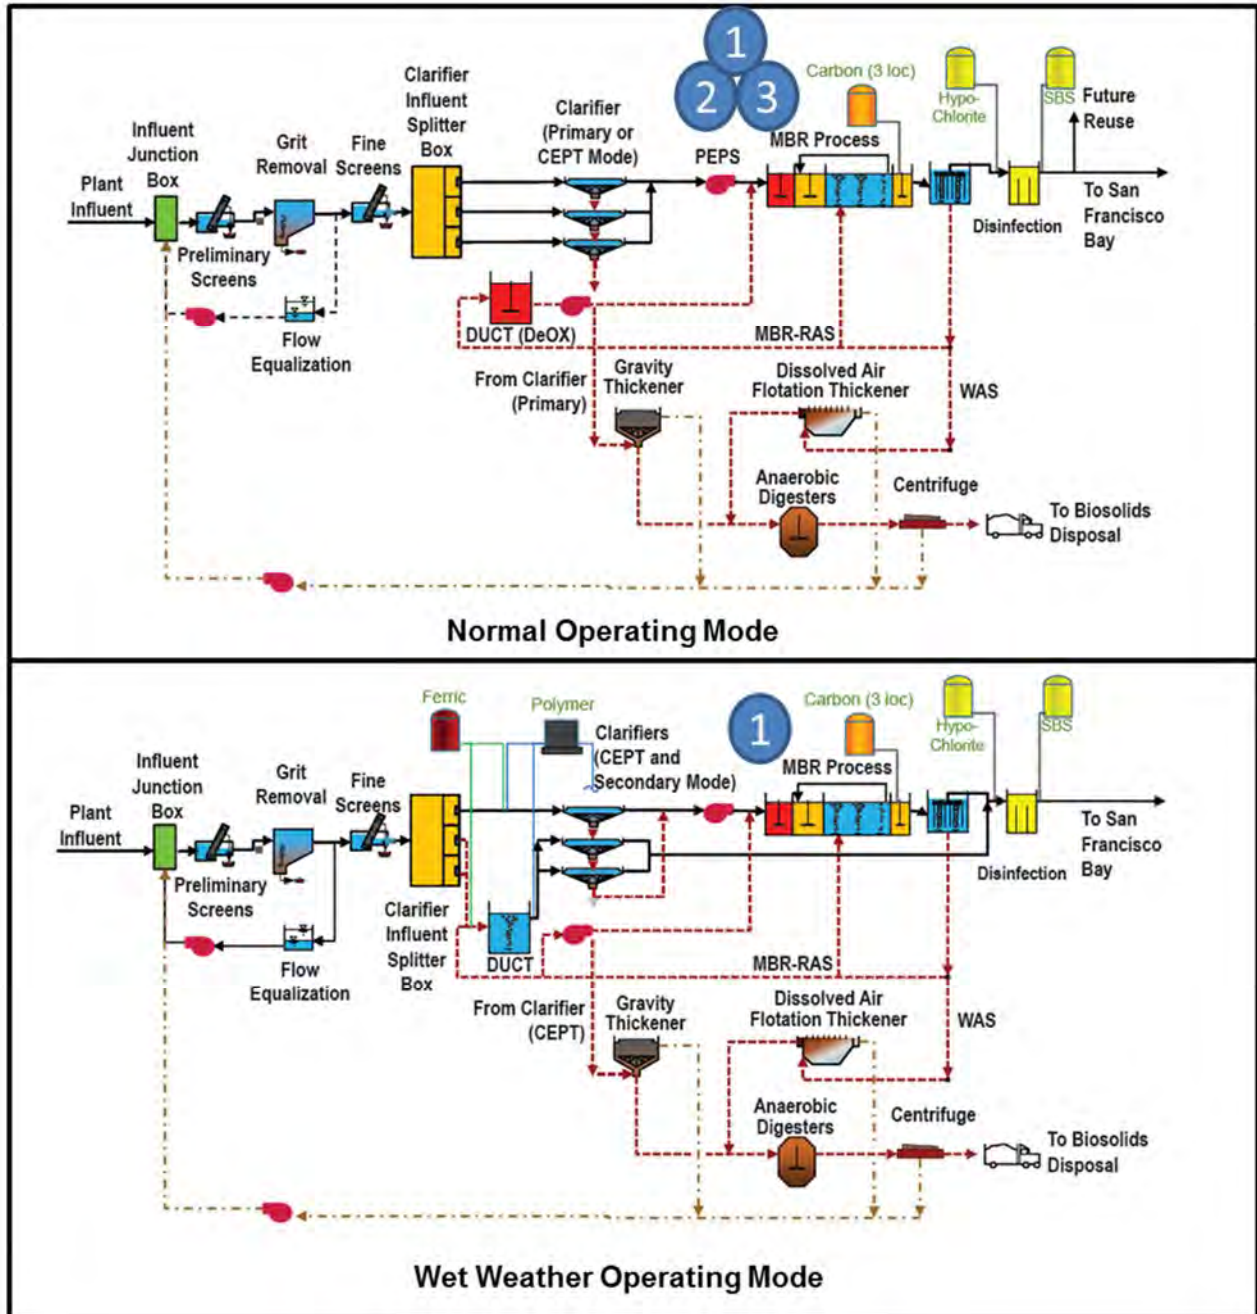 1
2
3
Carbon (3 loc)
Hypo-
Chlorite
SBS
Future
Reuse
Clarifier
Influent
Splitter
Box
Clarifier
(Primary or
CEPT Mode)
PEPS
MBR Process
Influent
Junction
Box
Grit
Removal
Fine
Screens
Plant
Influent
Preliminary
Screens
To San
Francisco
Bay
Disinfection
Flow
Equalization
DUCT (DeOX)
MBR-RAS
From Clarifier
(Primary)
Gravity
Thickener
Dissolved Air
Flotation Thickener
WAS
Anaerobic
Digesters
Centrifuge
To Biosolids
Disposal
Normal Operating Mode
Ferric
Polymer
1
Carbon (3 loc)
Hypo-
Chlorite
SBS
Clarifiers
(CEPT and
Secondary Mode)
MBR Process
Influent
Junction
Box
Grit
Removal
Fine
Screens
Plant
Influent
Preliminary
Screens
To San
Francisco
Bay
Disinfection
Clarifier
Influent
Splitter
Box
DUCT
Flow
Equalization
MBR-RAS
From Clarifier
(CEPT)
Gravity
Thickener
Dissolved Air
Flotation Thickener
WAS
Anaerobic
Digesters
Centrifuge
To Biosolids
Disposal
Wet Weather Operating Mode